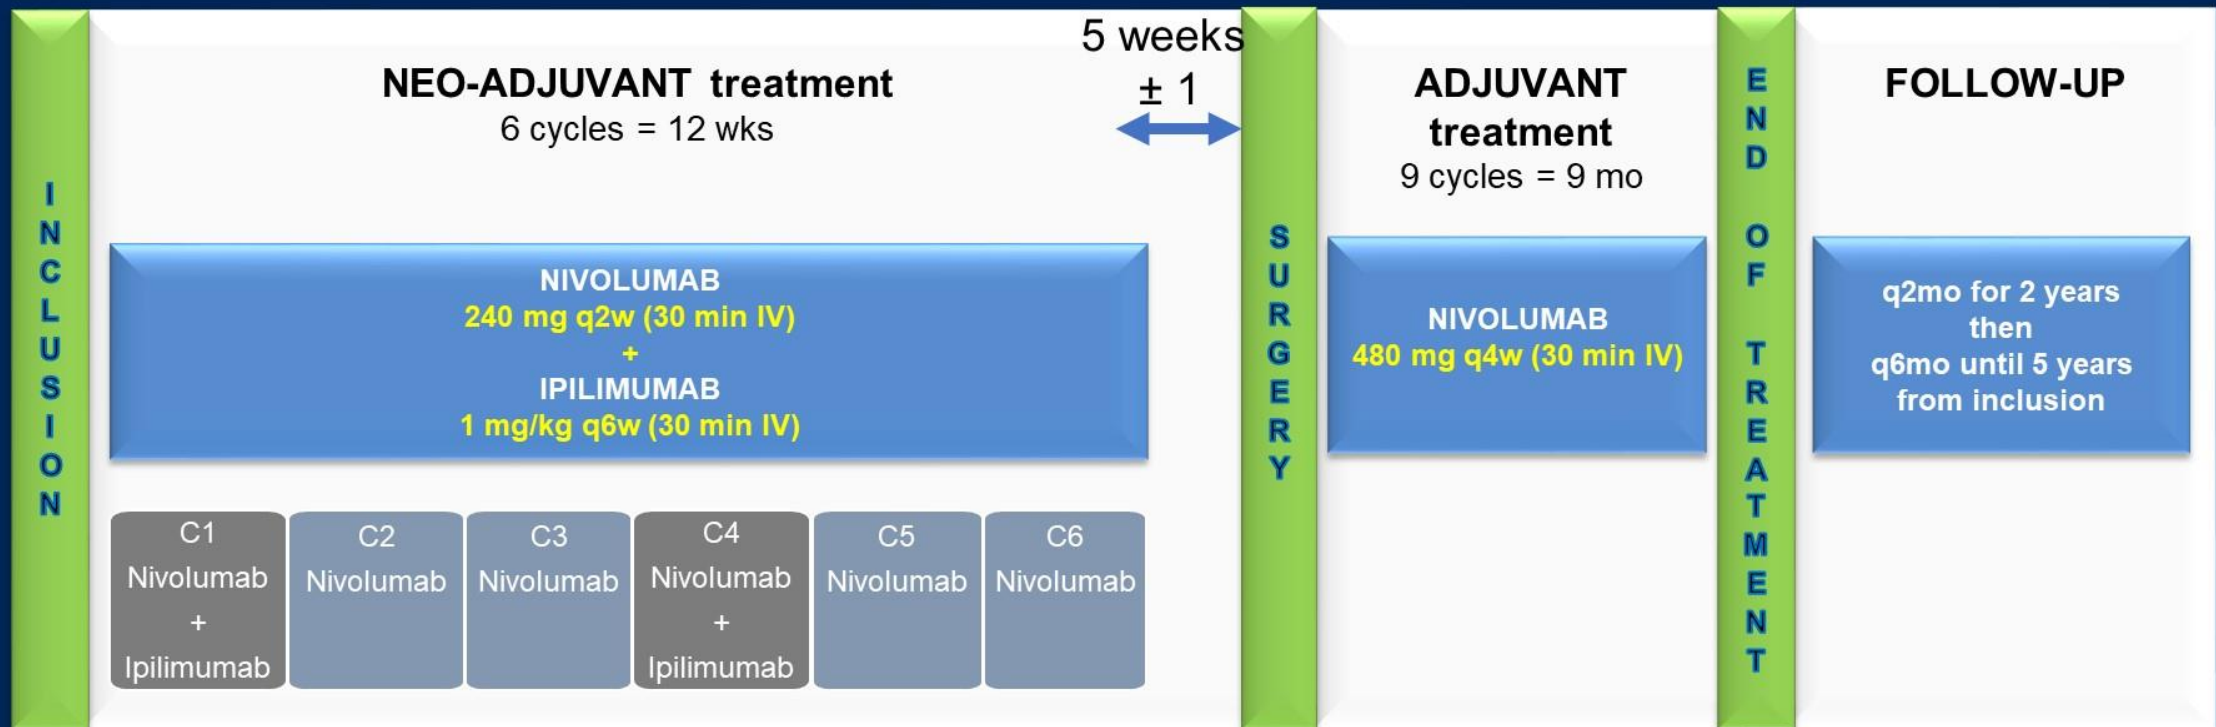 INCLUSION
NEO-ADJUVANT treatment
6 cycles = 12 wks
5 weeks
± 1
NIVOLUMAB
240 mg q2w (30 min IV)
+
IPILIMUMAB
1 mg/kg q6w (30 min IV)
C1
Nivolumab
+
Ipilimumab
C2
Nivolumab
C3
Nivolumab
C4
Nivolumab
+
Ipilimumab
C5
Nivolumab
C6
Nivolumab
SURGERY
ADJUVANT
treatment
9 cycles = 9 mo
NIVOLUMAB
480 mg q4w (30 min IV)
END OF TREATMENT
FOLLOW-UP
q2mo for 2 years
then
q6mo until 5 years
from inclusion